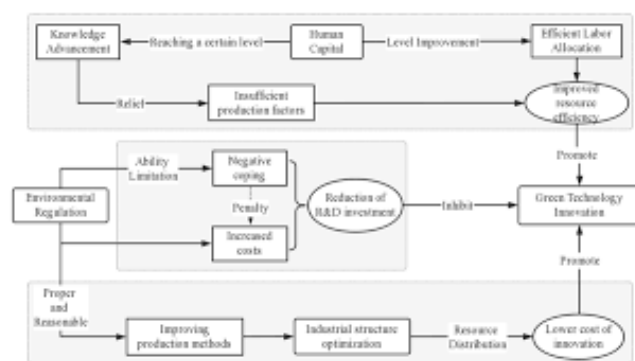 Knowledge
Advancement
Reaching a certain level
Human
Capital
Level Improvement
Efficient Labor
Allocation
Relief
Insufficient
production factors
Improved
resource
efficiency
Promote
Environmental
Regulation
Ability
Limitation
Negative
coping
Penalty
Increased
costs
Reduction of
R&D investment
Inhibit
Green Technology
Innovation
Promote
Proper
and
Reasonable
Improving
production methods
Industrial structure
optimization
Resource
Distribution
Lower cost of
innovation